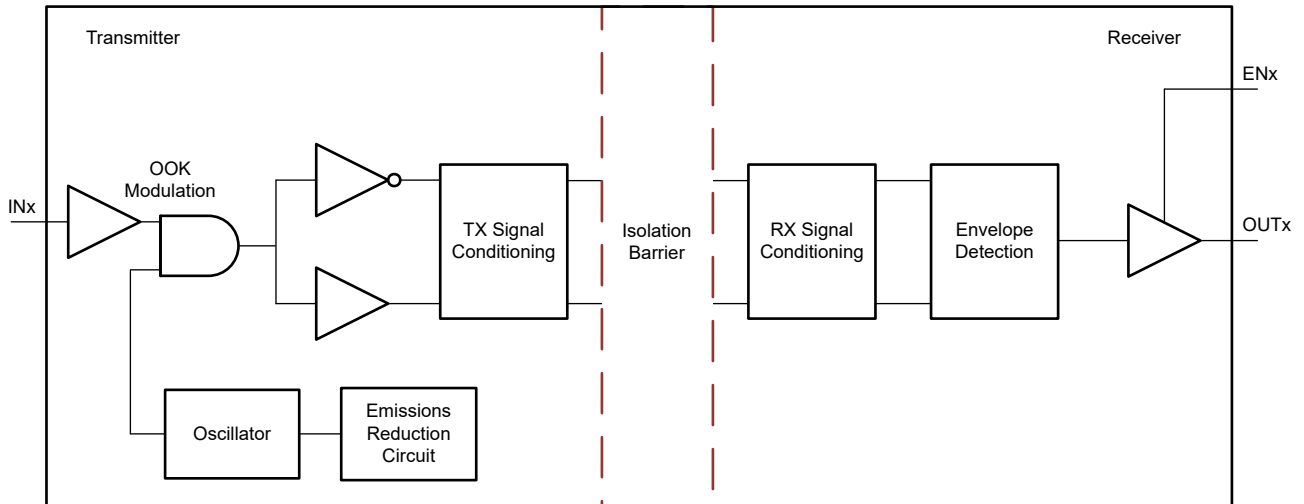 Transmitter
Receiver
ENx
OOK
Modulation
INx
TX Signal
Conditioning
Isolation
Barrier
RX Signal
Conditioning
Envelope
Detection
OUTx
Oscillator
Emissions
Reduction
Circuit